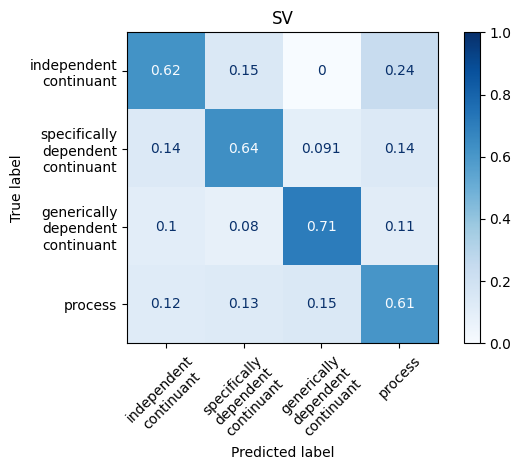 SV
True label
independent
continuant
specifically
dependent
continuant
generically
dependent
continuant
process
0.62 0.15 0 0.24
0.14 0.64 0.091 0.14
0.1 0.08 0.71 0.11
0.12 0.13 0.15 0.61
independent
continuant
specifically
dependent
continuant
generically
dependent
continuant
process
Predicted label
1.0
0.8
0.6
0.4
0.2
0.0